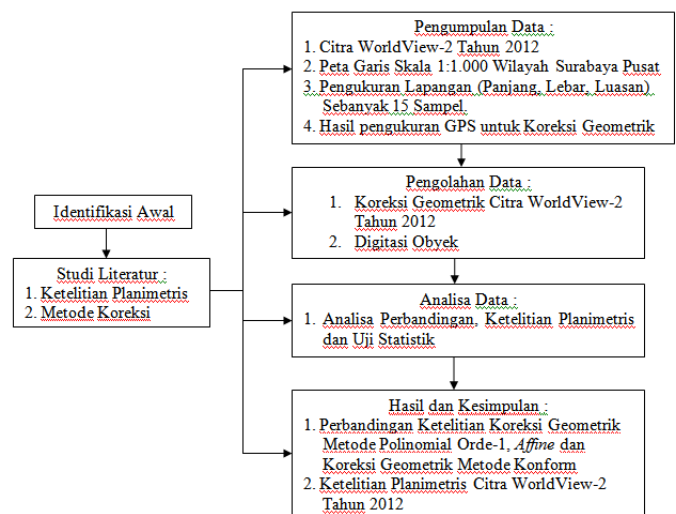 Identifikasi Awal
Studi Literatur :
1. Ketelitian Planimetris
2. Metode Koreksi
Pengumpulan Data :
1. Citra WorldView-2 Tahun 2012
2. Peta Garis Skala 1:1.000 Wilayah Surabaya Pusat
3. Pengukuran Lapangan (Panjang, Lebar, Luasan)
Sebanyak 15 Sampel.
4. Hasil pengukuran GPS untuk Koreksi Geometrik
Pengolahan Data :
1. Koreksi Geometrik Citra WorldView-2
Tahun 2012
2. Digitasi Obyek
Analisa Data :
1. Analisa Perbandingan, Ketelitian Planimetris
dan Uji Statistik
Hasil dan Kesimpulan :
1. Perbandingan Ketelitian Koreksi Geometrik
Metode Polinomial Orde-1, Affine dan
Koreksi Geometrik Metode Konform
2. Ketelitian Planimetris Citra WorldView-2
Tahun 2012